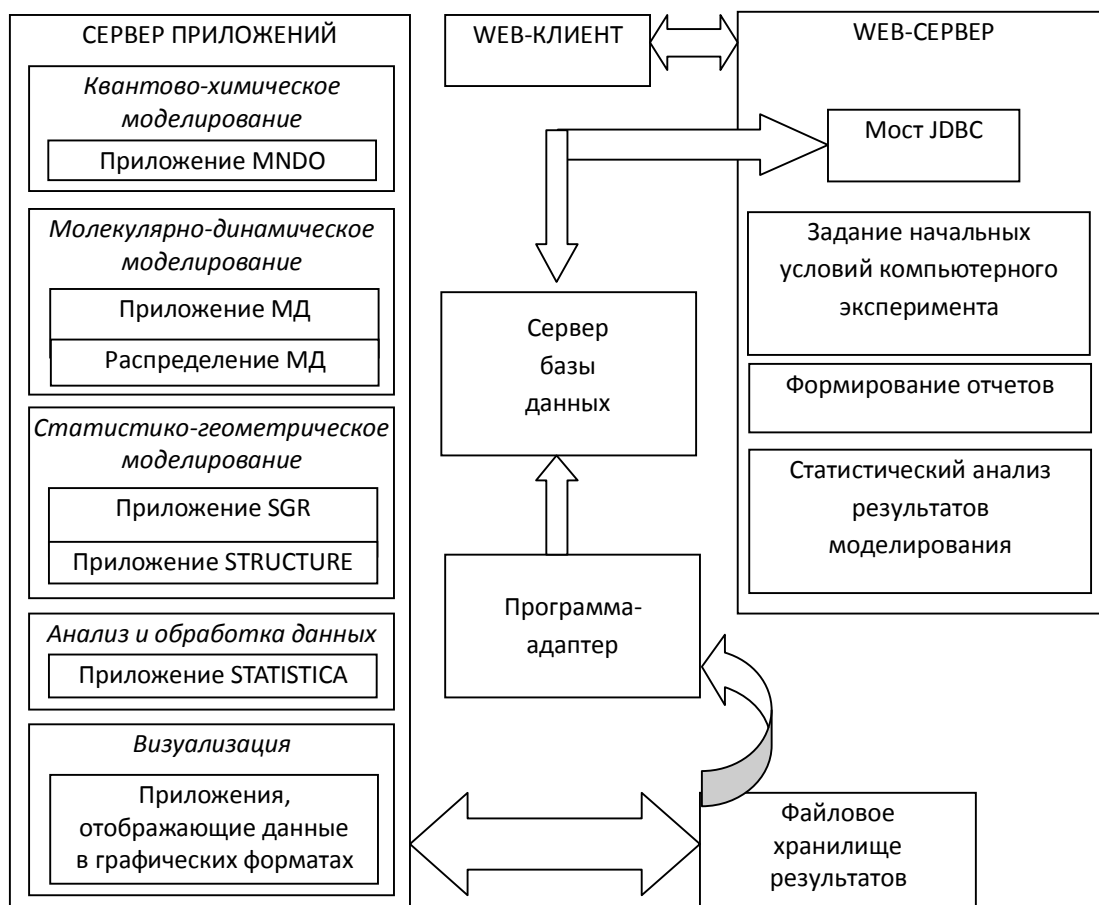 СЕРВЕР ПРИЛОЖЕНИЙ
Квантово-химическое
моделирование
Приложение MNDO
Молекулярно-динамическое
моделирование
Приложение МД
Распределение МД
Статистико-геометрическое
моделирование
Приложение SGR
Приложение STRUCTURE
Анализ и обработка данных
Приложение STATISTICA
Визуализация
Приложения,
отображающие данные
в графических форматах
WEB-КЛИЕНТ
Сервер
базы
данных
Программа-
адаптер
WEB-СЕРВЕР
Мост JDBC
Задание начальных
условий компьютерного
эксперимента
Формирование отчетов
Статистический анализ
результатов
моделирования
Файловое
хранилище
результатов